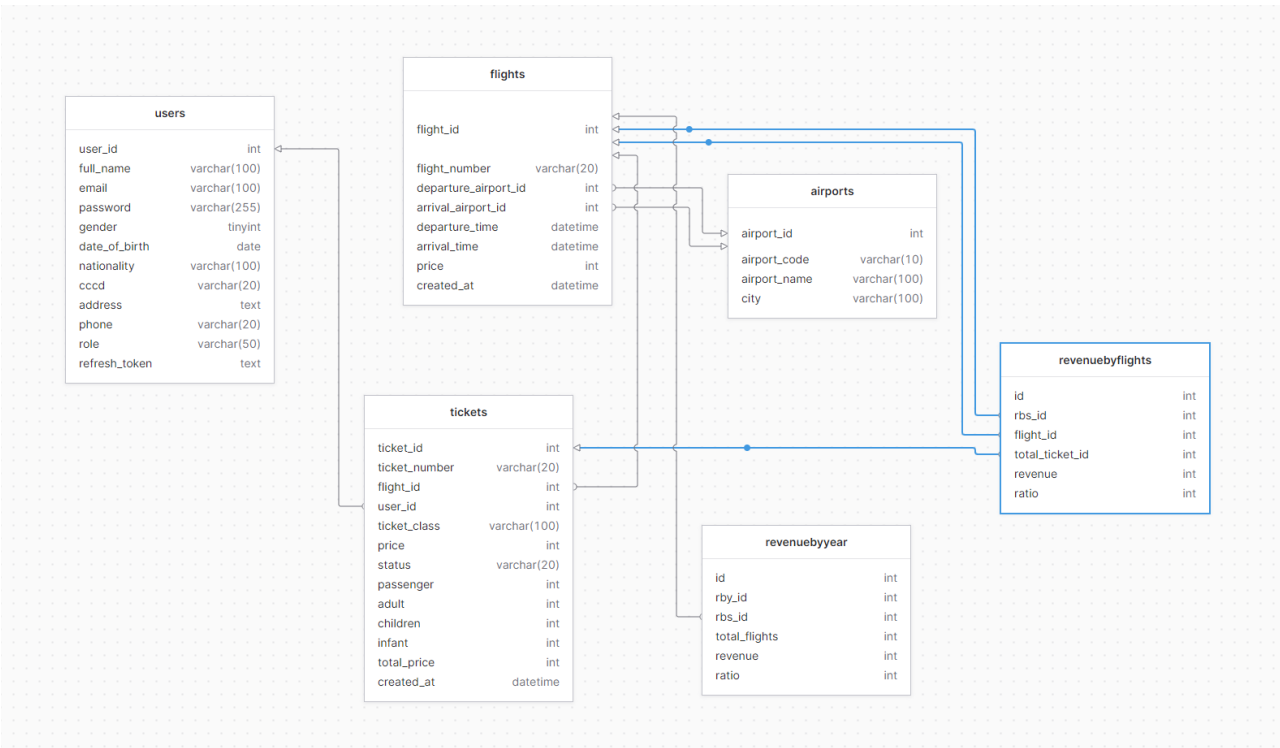 users
user_id int
full_name varchar(100)
email varchar(100)
password varchar(255)
gender tinyint
date_of_birth date
nationality varchar(100)
cccd varchar(20)
address text
phone varchar(20)
role varchar(50)
refresh_token text
flights
flight_id int
flight_number varchar(20)
departure_airport_id int
arrival_airport_id int
departure_time datetime
arrival_time datetime
price int
created_at datetime
airports
airport_id int
airport_code varchar(10)
airport_name varchar(100)
city varchar(100)
revenuebyflights
id int
rbs_id int
flight_id int
total_ticket_id int
revenue int
ratio int
tickets
ticket_id int
ticket_number varchar(20)
flight_id int
user_id int
ticket_class varchar(100)
price int
status varchar(20)
passenger int
adult int
children int
infant int
total_price int
created_at datetime
revenuebyyear
id int
rby_id int
rbs_id int
total_flights int
revenue int
ratio int